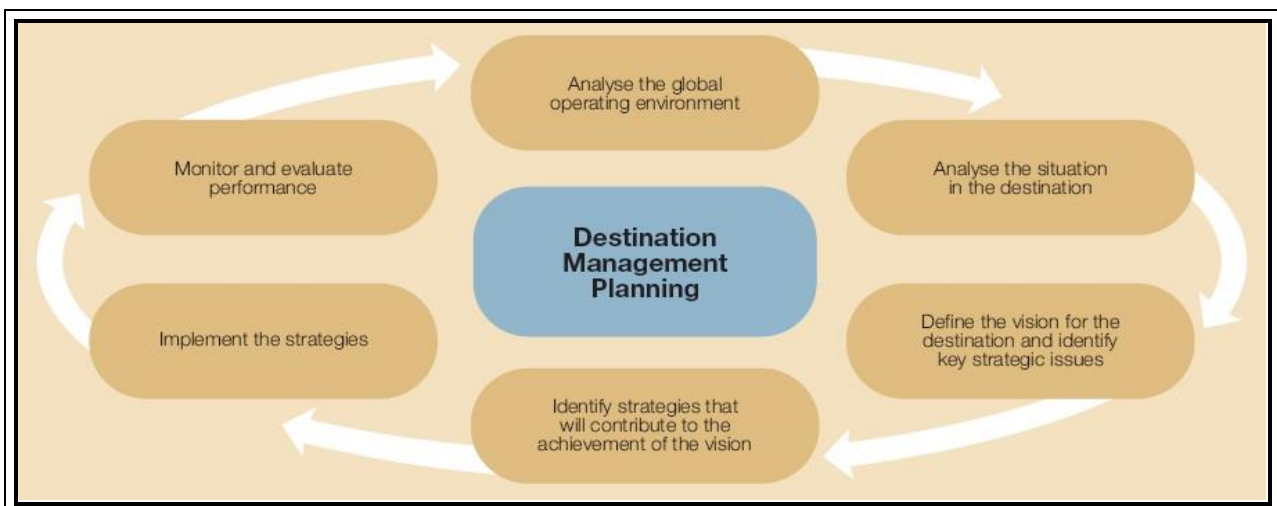 Analyse the global
operating environment
Analyse the situation
in the destination
Define the vision for the
destination and identify
key strategic issues
Identify strategies that
will contribute to the
achievement of the vision
Implement the strategies
Monitor and evaluate
performance
Destination
Management
Planning